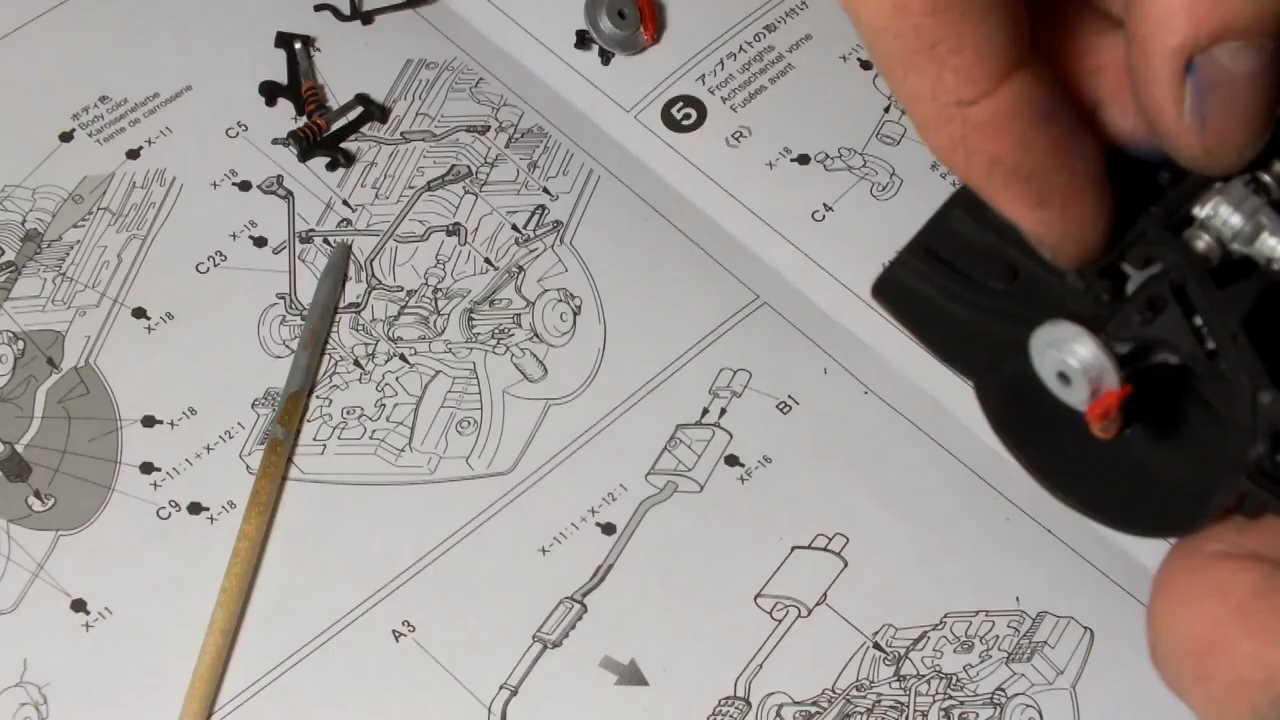 ボディ色
Body color
Karosseriefarbe
Teinte de carrosserie
X-11
C5
X-18
X-18
C23
X-18
X-18
X-11:1 + X-12:1
C9
X-18
X-11
5
アップライトの取り付け
Front uprights
Achsschenkel vorne
Fusées avant
《R》
X-11
X-18
C4
B1
XF-16
X-11:1 + X-12:1
A3